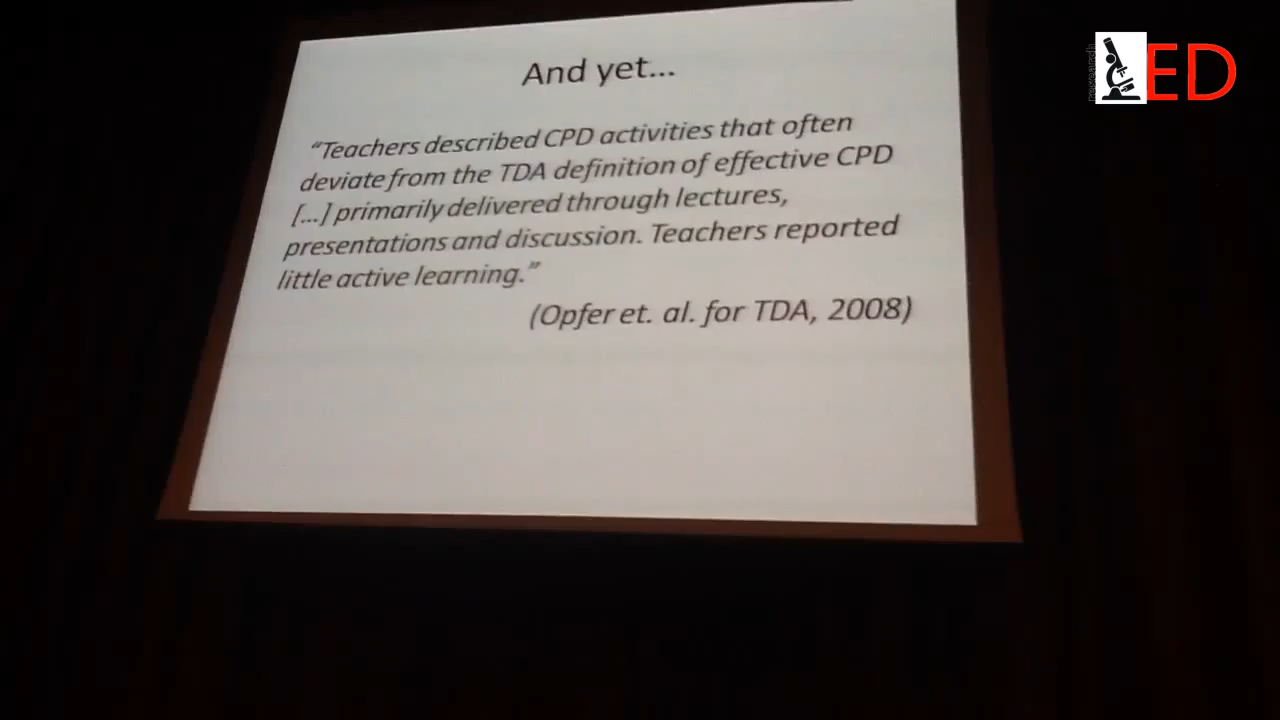 And yet...
“Teachers described CPD activities that often
deviate from the TDA definition of effective CPD
[...] primarily delivered through lectures,
presentations and discussion. Teachers reported
little active learning.”
(Opfer et. al. for TDA, 2008)
research
ED